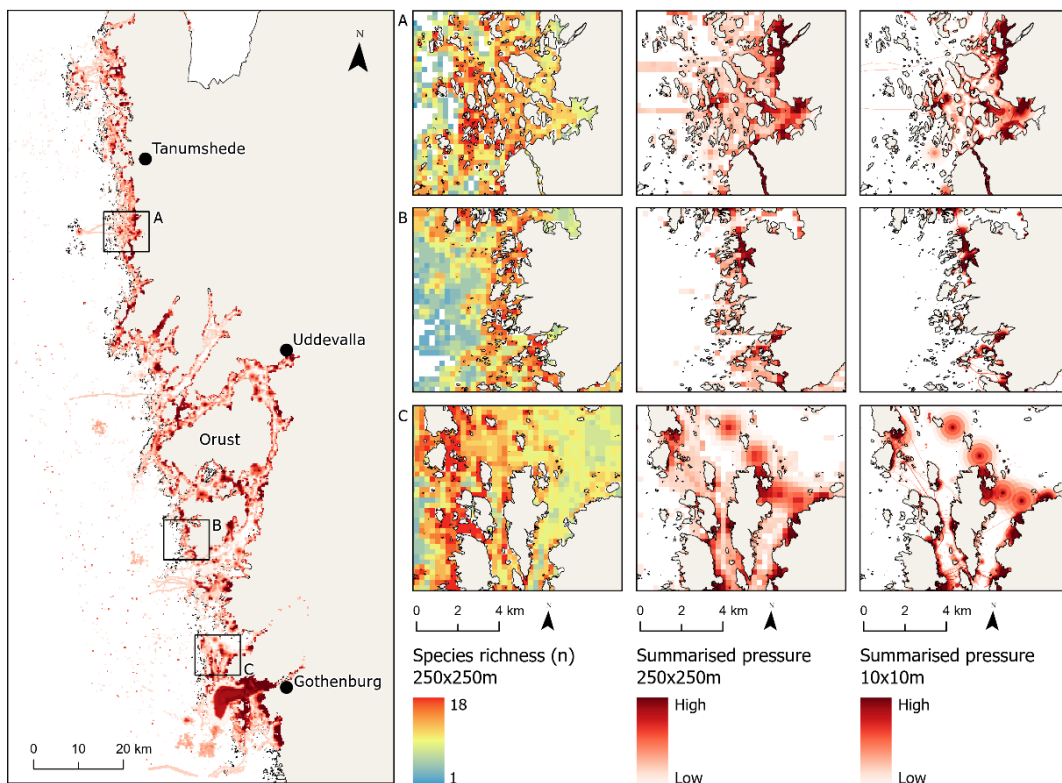 N
Tanumshede
A
Uddevalla
Orust
B
C
Gothenburg
0 10 20 km
A
B
C
0 2 4 km
N
Species richness (n)
250x250m
18
1
0 2 4 km
N
Summarised pressure
250x250m
High
Low
0 2 4 km
N
Summarised pressure
10x10m
High
Low